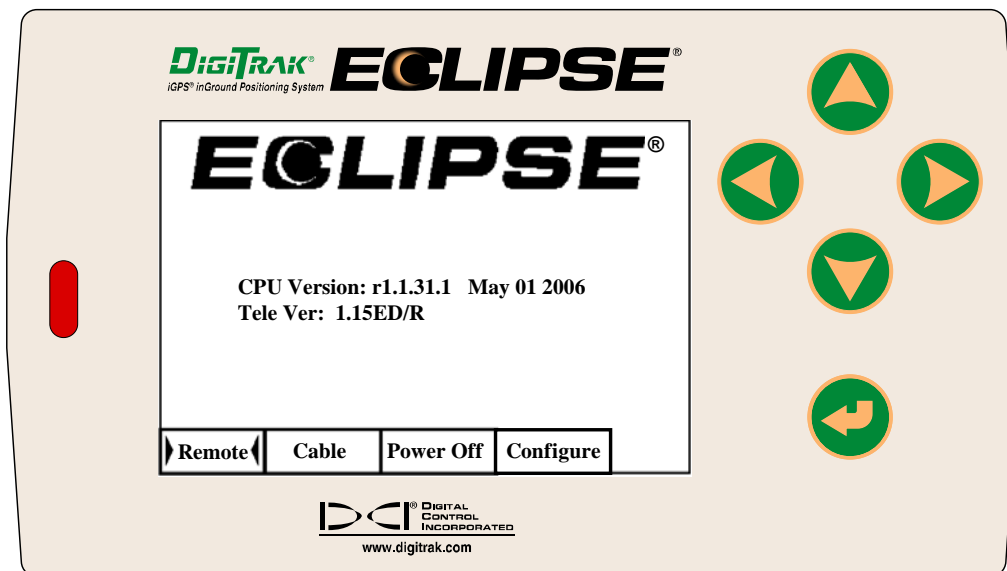 DIGITRAK®
iGPS® inGround Positioning System
ECLIPSE®
ECLIPSE®
CPU Version: r1.1.31.1 May 01 2006
Tele Ver: 1.15ED/R
Remote Cable Power Off Configure
DCI® DIGITAL
CONTROL
INCORPORATED
www.digitrak.com